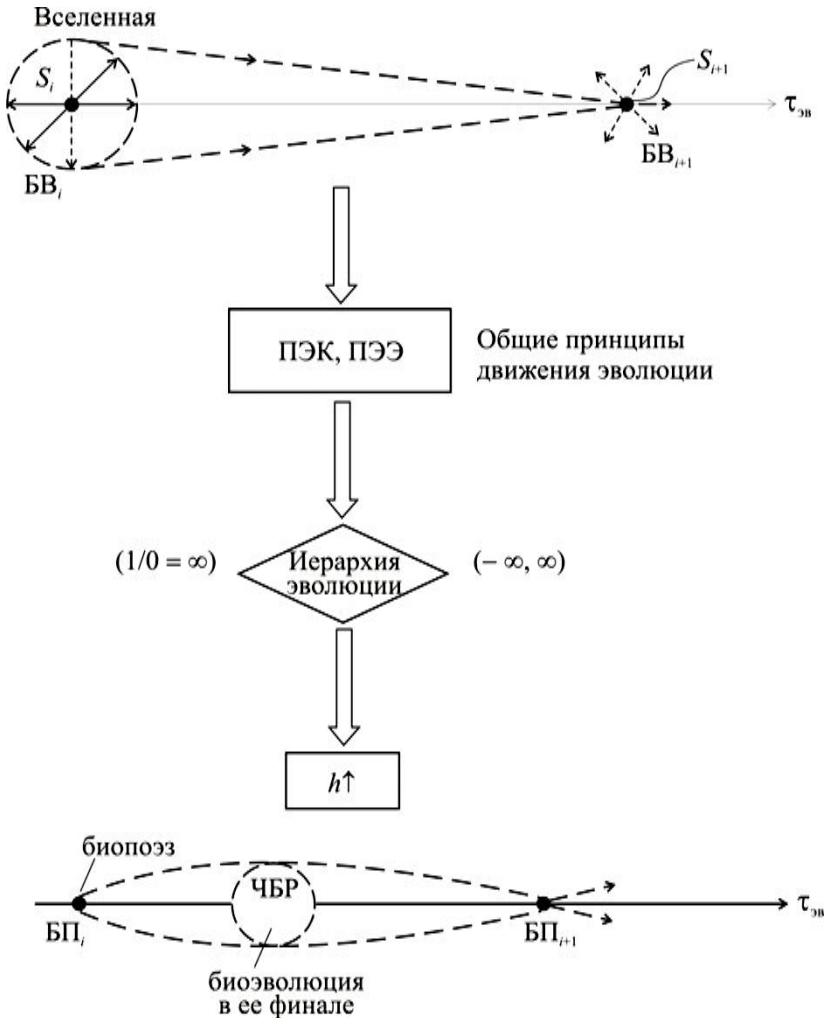 Вселенная
S_i
S_{i+1}
τ_эв
БВ_i
БВ_{i+1}
ПЭК, ПЭЭ
Общие принципы
движения эволюции
(1/0 = ∞)
Иерархия
эволюции
(– ∞, ∞)
h↑
биопоэз
ЧБР
τ_эв
БП_i
БП_{i+1}
биоэволюция
в ее финале